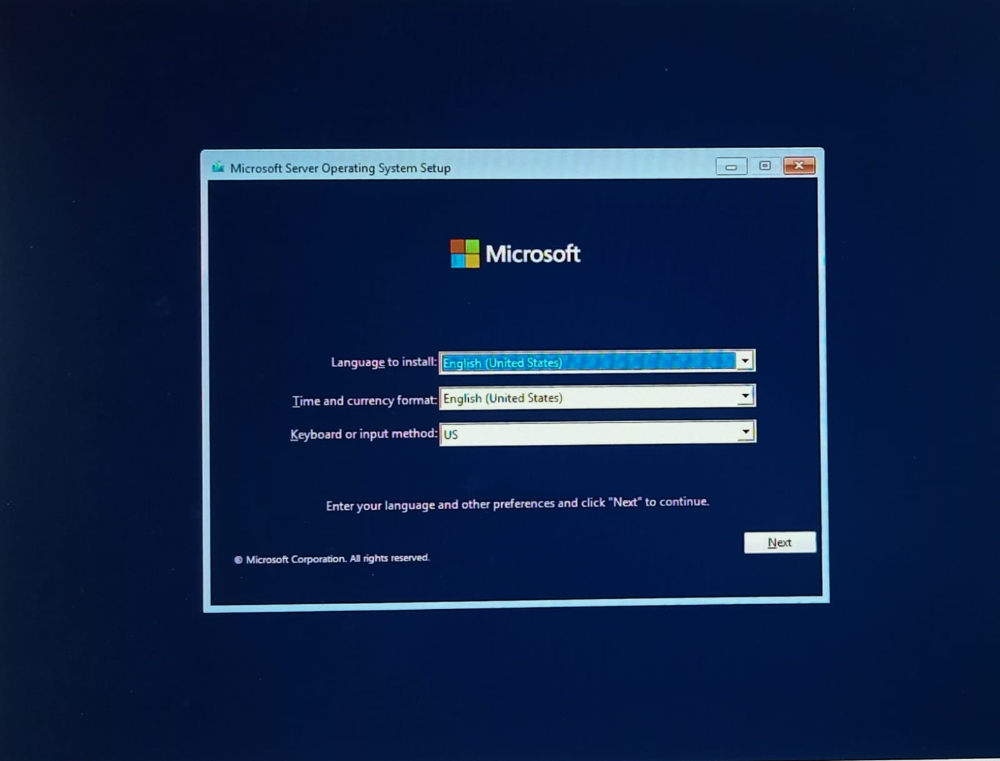 Microsoft Server Operating System Setup
Microsoft
Language to install: English (United States)
Time and currency format: English (United States)
Keyboard or input method: US
Enter your language and other preferences and click "Next" to continue.
Next
© Microsoft Corporation. All rights reserved.